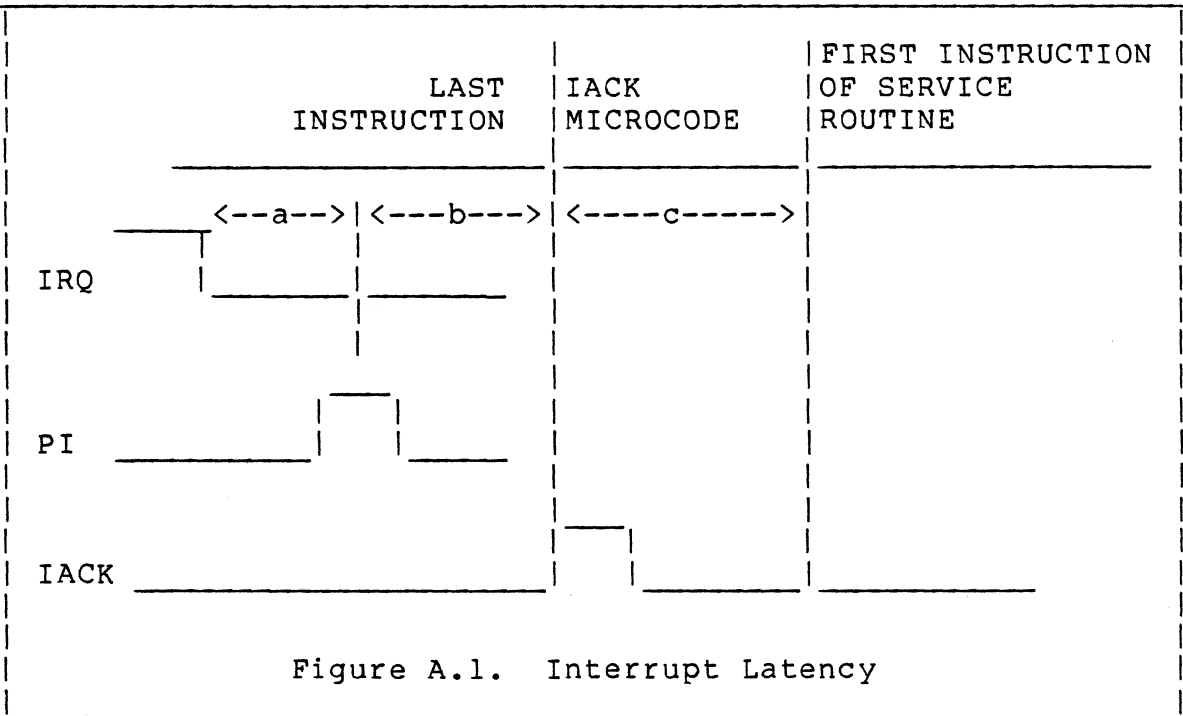 FIRST INSTRUCTION
LAST IACK OF SERVICE
INSTRUCTION MICROCODE ROUTINE
<--a-->|<---b--->|<-----c----->
IRQ
PI
IACK
Figure A.1. Interrupt Latency